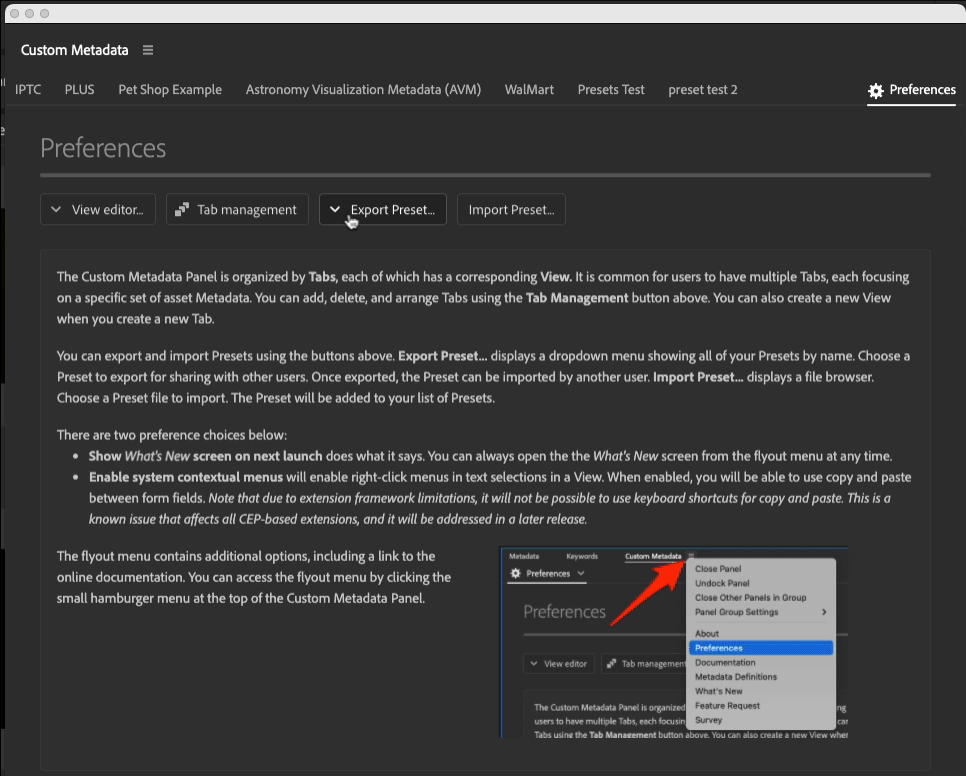 Custom Metadata
IPTC PLUS Pet Shop Example Astronomy Visualization Metadata (AVM) WalMart Presets Test preset test 2 Preferences
Preferences
View editor... Tab management Export Preset... Import Preset...
The Custom Metadata Panel is organized by Tabs, each of which has a corresponding View. It is common for users to have multiple Tabs, each focusing
on a specific set of asset Metadata. You can add, delete, and arrange Tabs using the Tab Management button above. You can also create a new View
when you create a new Tab.
You can export and import Presets using the buttons above. Export Preset... displays a dropdown menu showing all of your Presets by name. Choose a
Preset to export for sharing with other users. Once exported, the Preset can be imported by another user. Import Preset... displays a file browser.
Choose a Preset file to import. The Preset will be added to your list of Presets.
There are two preference choices below:
• Show What's New screen on next launch does what it says. You can always open the the What's New screen from the flyout menu at any time.
• Enable system contextual menus will enable right-click menus in text selections in a View. When enabled, you will be able to use copy and paste
between form fields. Note that due to extension framework limitations, it will not be possible to use keyboard shortcuts for copy and paste. This is a
known issue that affects all CEP-based extensions, and it will be addressed in a later release.
The flyout menu contains additional options, including a link to the
online documentation. You can access the flyout menu by clicking the
small hamburger menu at the top of the Custom Metadata Panel.
Metadata Keywords Custom Metadata
Preferences
Preferences
View editor Tab management
The Custom Metadata Panel is organized
users to have multiple Tabs, each focusing
Tabs using the Tab Management button above. You can also create a new View
Close Panel
Undock Panel
Close Other Panels in Group
Panel Group Settings
About
Preferences
Documentation
Metadata Definitions
What's New
Feature Request
Survey